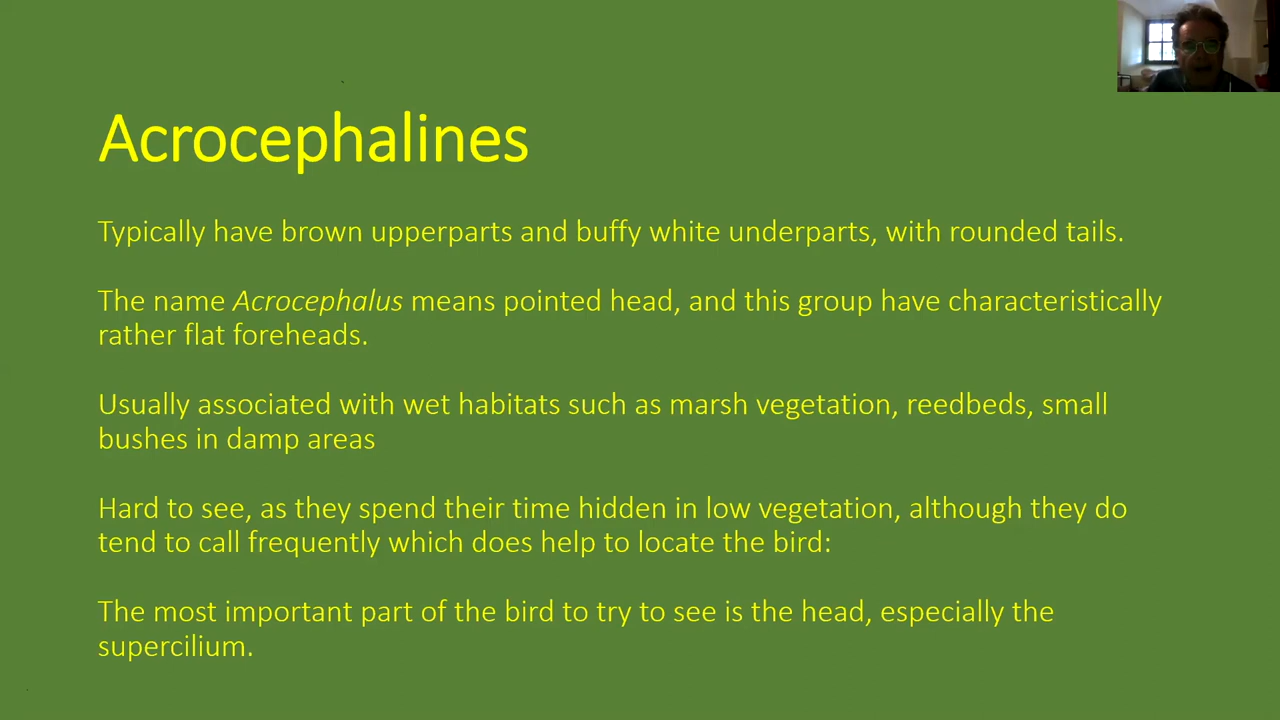 Acrocephalines
Typically have brown upperparts and buffy white underparts, with rounded tails.
The name Acrocephalus means pointed head, and this group have characteristically
rather flat foreheads.
Usually associated with wet habitats such as marsh vegetation, reedbeds, small
bushes in damp areas
Hard to see, as they spend their time hidden in low vegetation, although they do
tend to call frequently which does help to locate the bird:
The most important part of the bird to try to see is the head, especially the
supercilium.